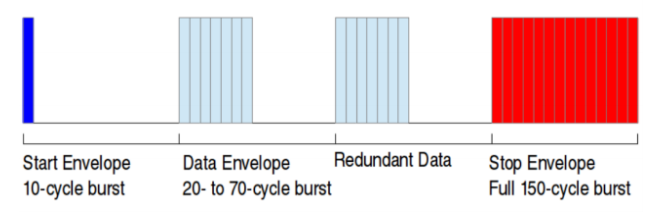 Start Envelope
10-cycle burst
Data Envelope
20- to 70-cycle burst
Redundant Data
Stop Envelope
Full 150-cycle burst